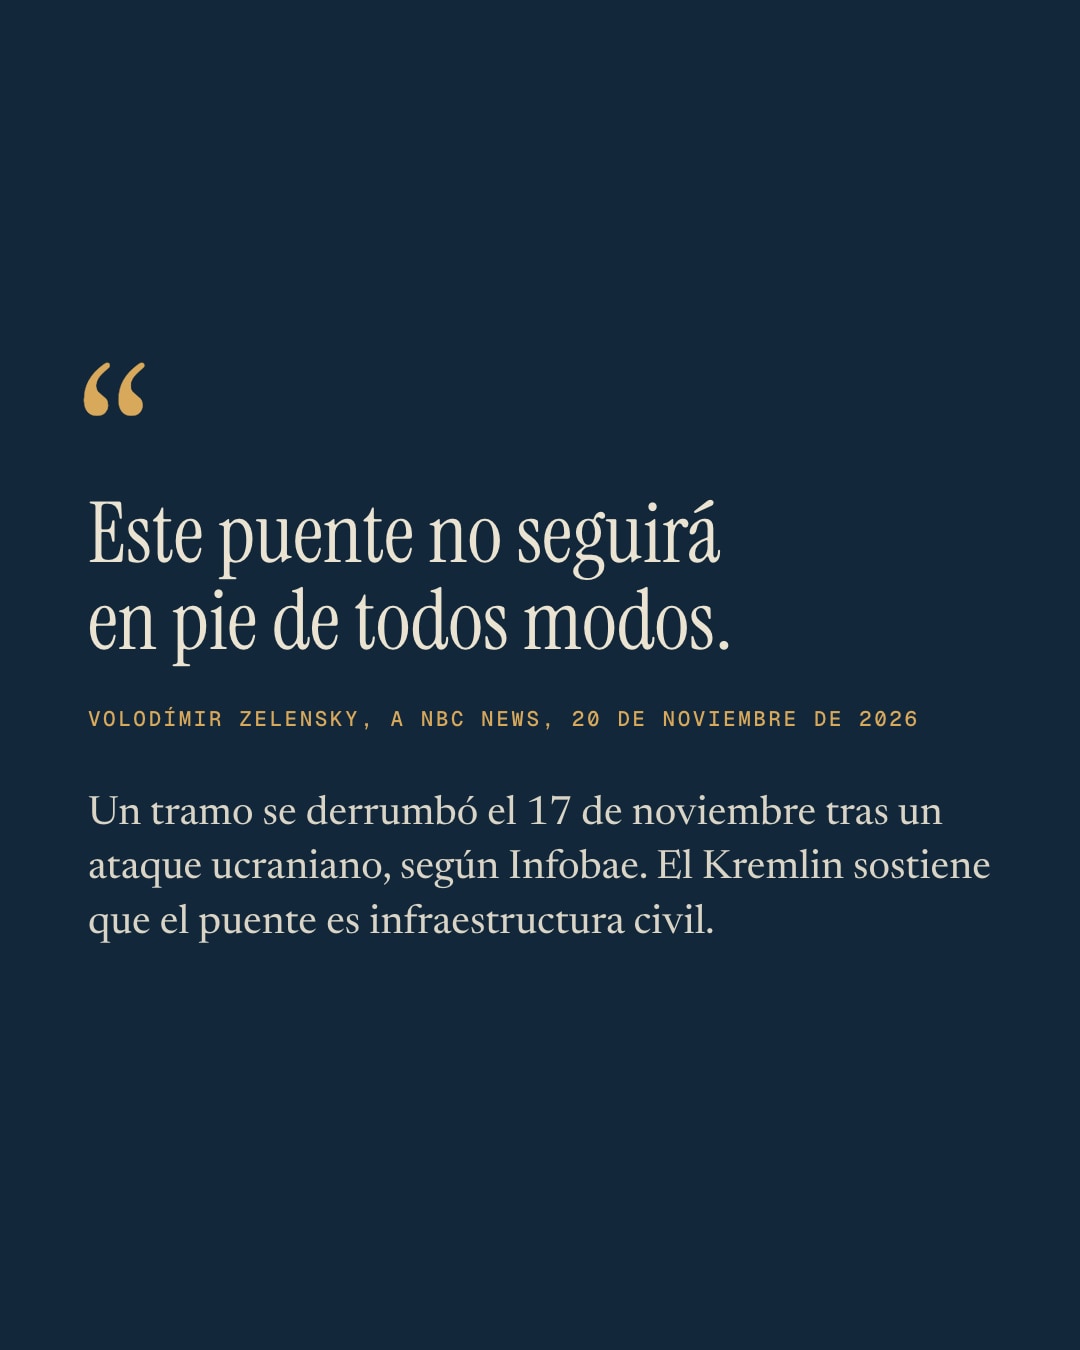 “
Este puente no seguirá
en pie de todos modos.
VOLODÍMIR ZELENSKY, A NBC NEWS, 20 DE NOVIEMBRE DE 2026
Un tramo se derrumbó el 17 de noviembre tras un
ataque ucraniano, según Infobae. El Kremlin sostiene
que el puente es infraestructura civil.